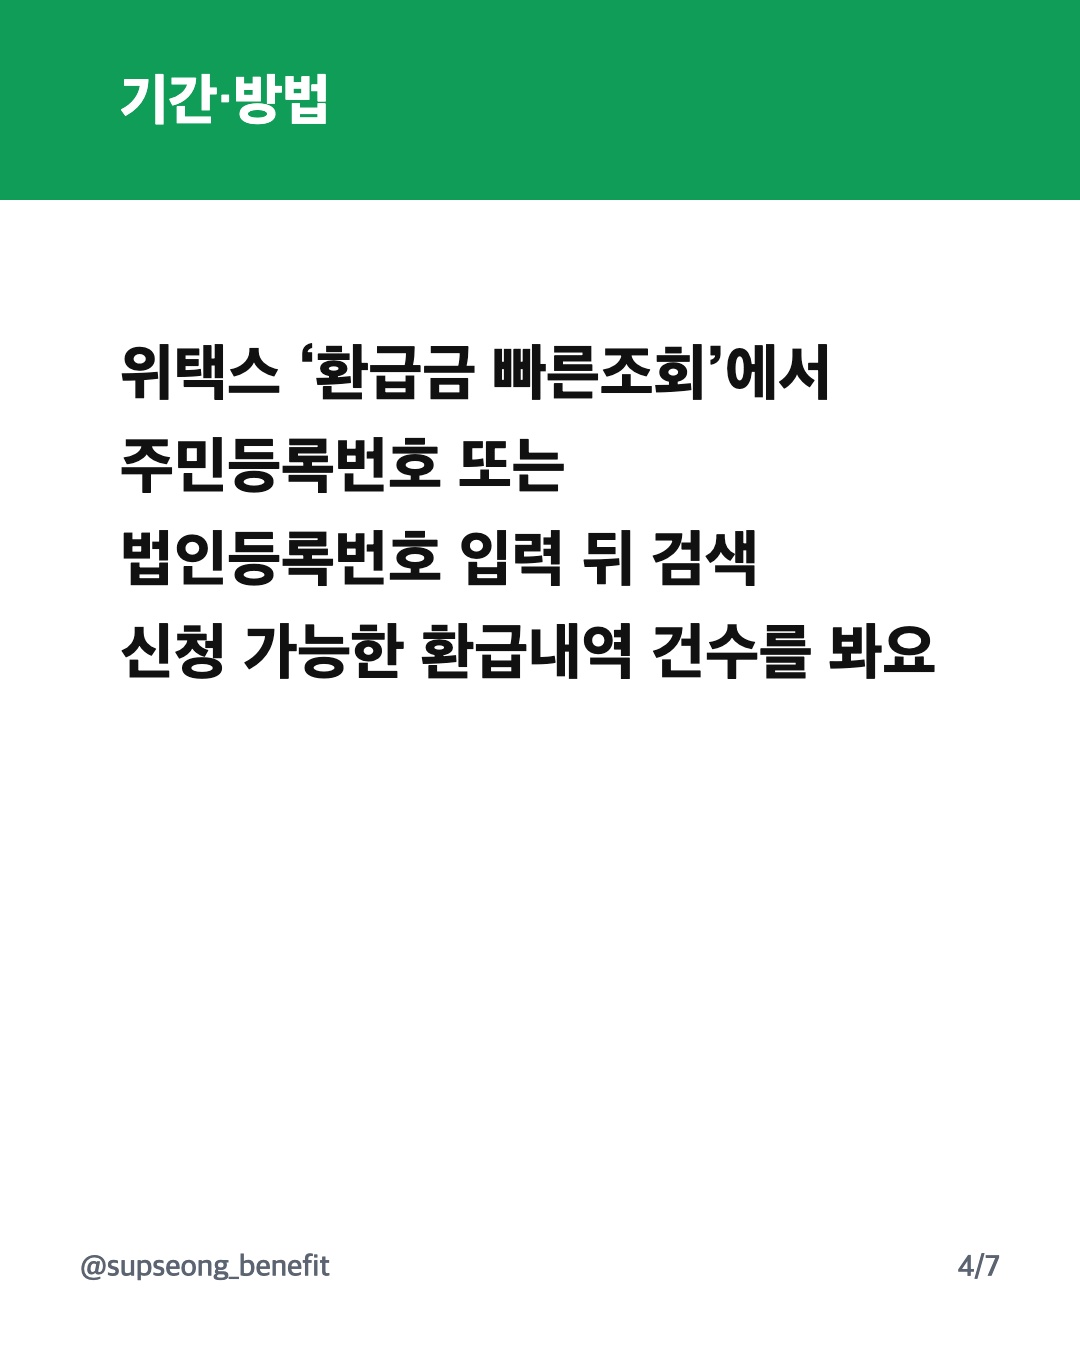 기간·방법
위택스 ‘환급금 빠른조회’에서
주민등록번호 또는
법인등록번호 입력 뒤 검색
신청 가능한 환급내역 건수를 봐요
@supseong_benefit
4/7